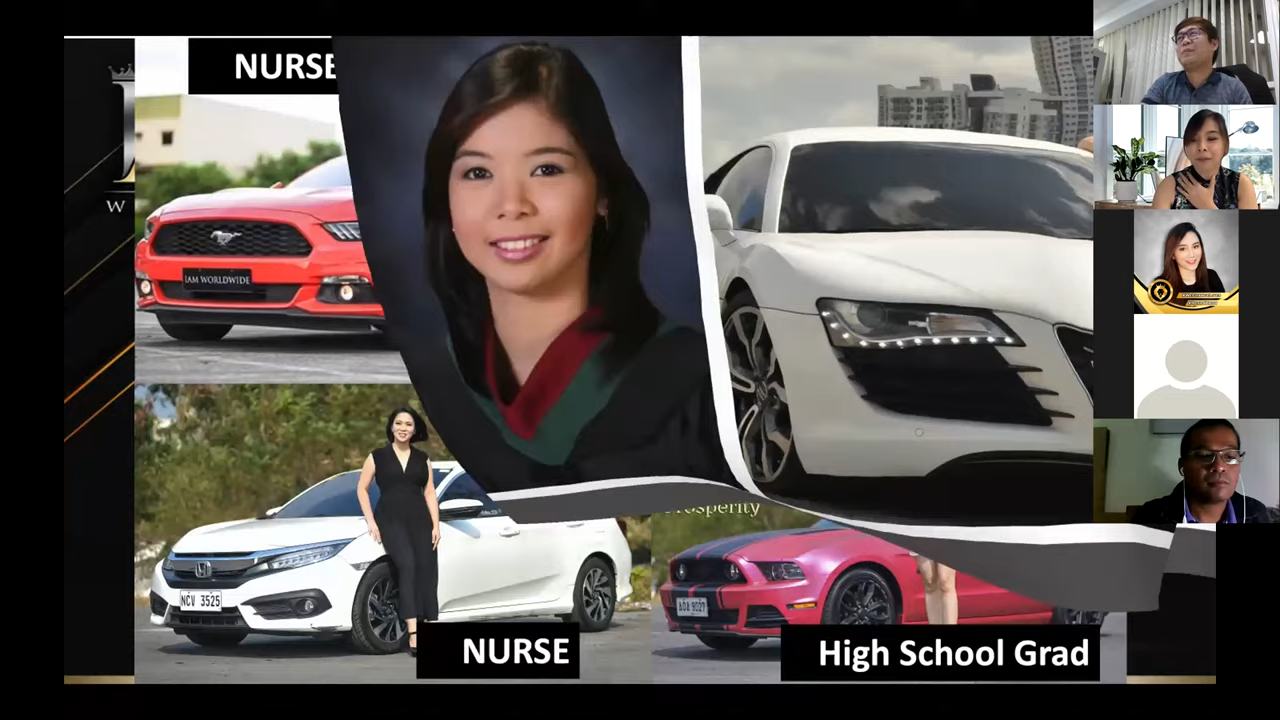 NURSE
W
IAM WORLDWIDE
NCV 3525
NURSE
rosperity
High School Grad